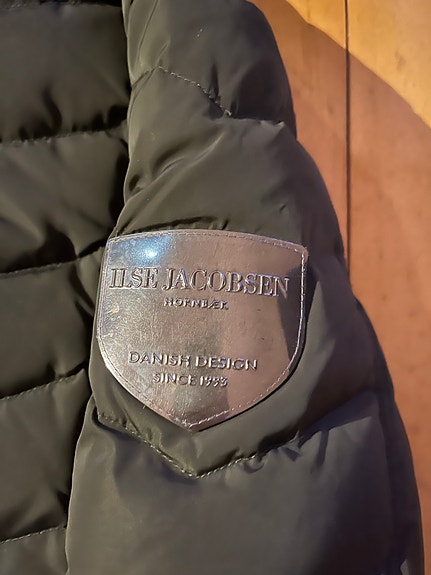 ILSE JACOBSEN
HORNBÆK
DANISH DESIGN
SINCE 1993